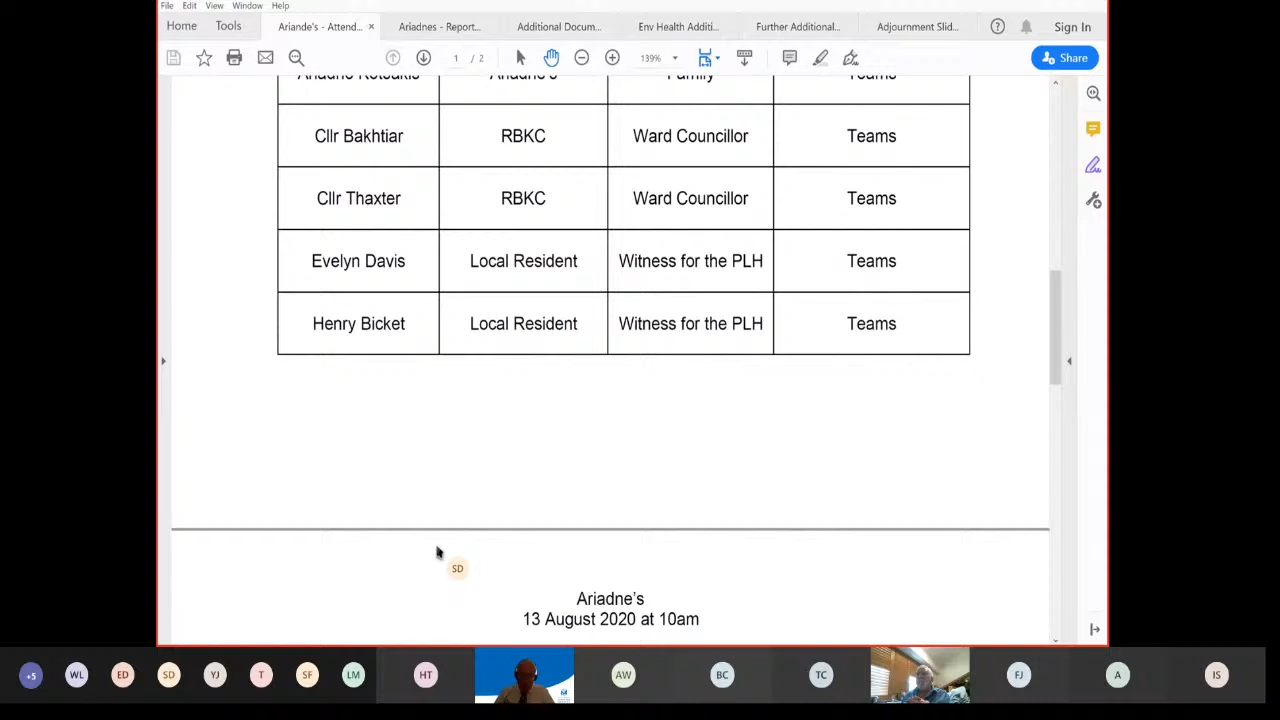 File Edit View Window Help
Home Tools Ariande's - Attend... × Ariadnes - Report... Additional Docum... Env Health Additi... Further Additional... Adjournment Slid... Sign In
1 / 2 139% Share
Ariadne's Family Teams
Cllr Bakhtiar RBKC Ward Councillor Teams
Cllr Thaxter RBKC Ward Councillor Teams
Evelyn Davis Local Resident Witness for the PLH Teams
Henry Bicket Local Resident Witness for the PLH Teams
SD
Ariadne's
13 August 2020 at 10am
+5 WL ED SD YJ T SF LM HT AW BC TC FJ A IS